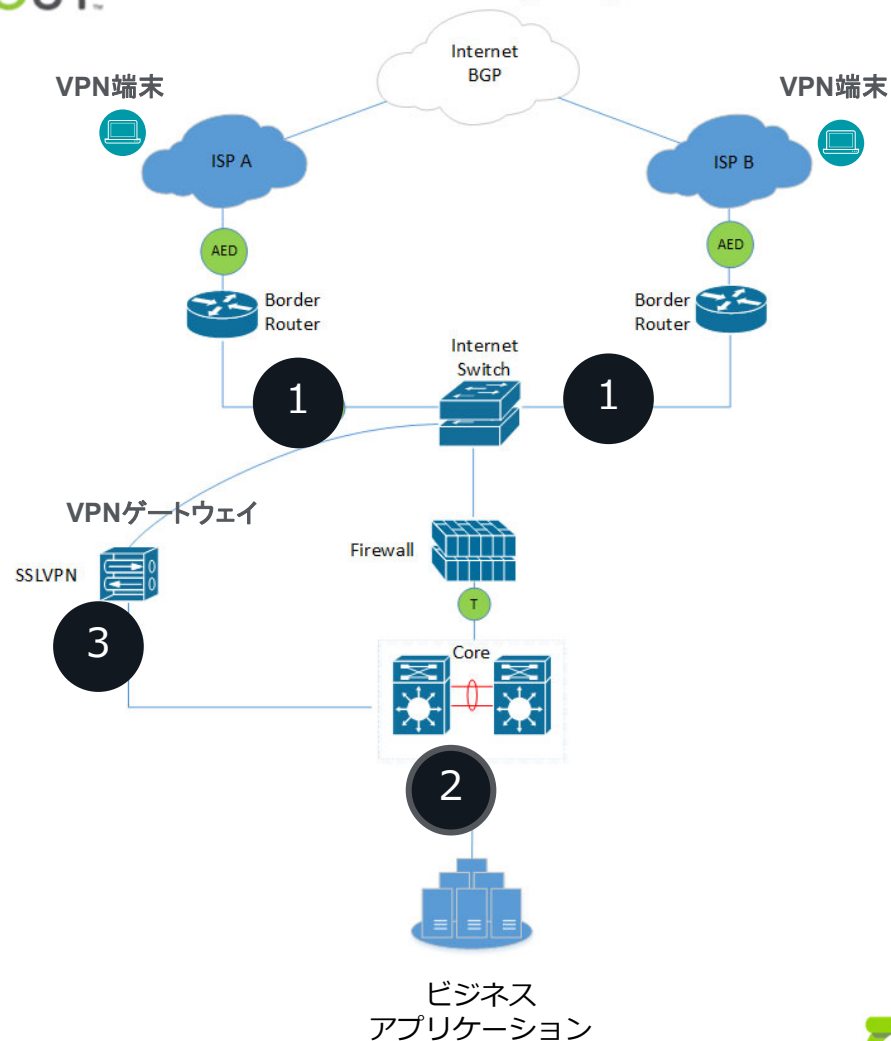 Internet
BGP
VPN端末
VPN端末
ISP A
ISP B
AED
AED
Border
Router
Border
Router
Internet
Switch
1
1
VPNゲートウェイ
Firewall
SSLVPN
T
3
Core
2
ビジネス
アプリケーション